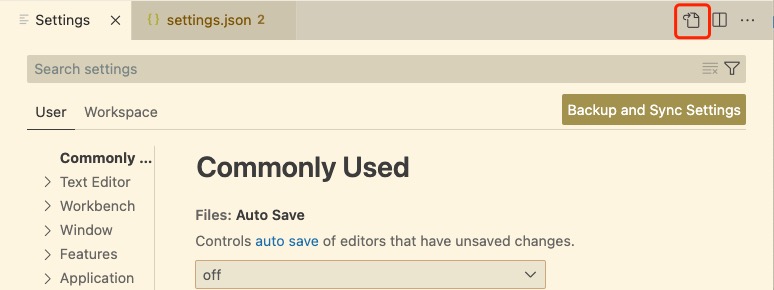 Settings
settings.json 2
Search settings
User Workspace
Backup and Sync Settings
Commonly ...
Text Editor
Workbench
Window
Features
Application
Commonly Used
Files: Auto Save
Controls auto save of editors that have unsaved changes.
off